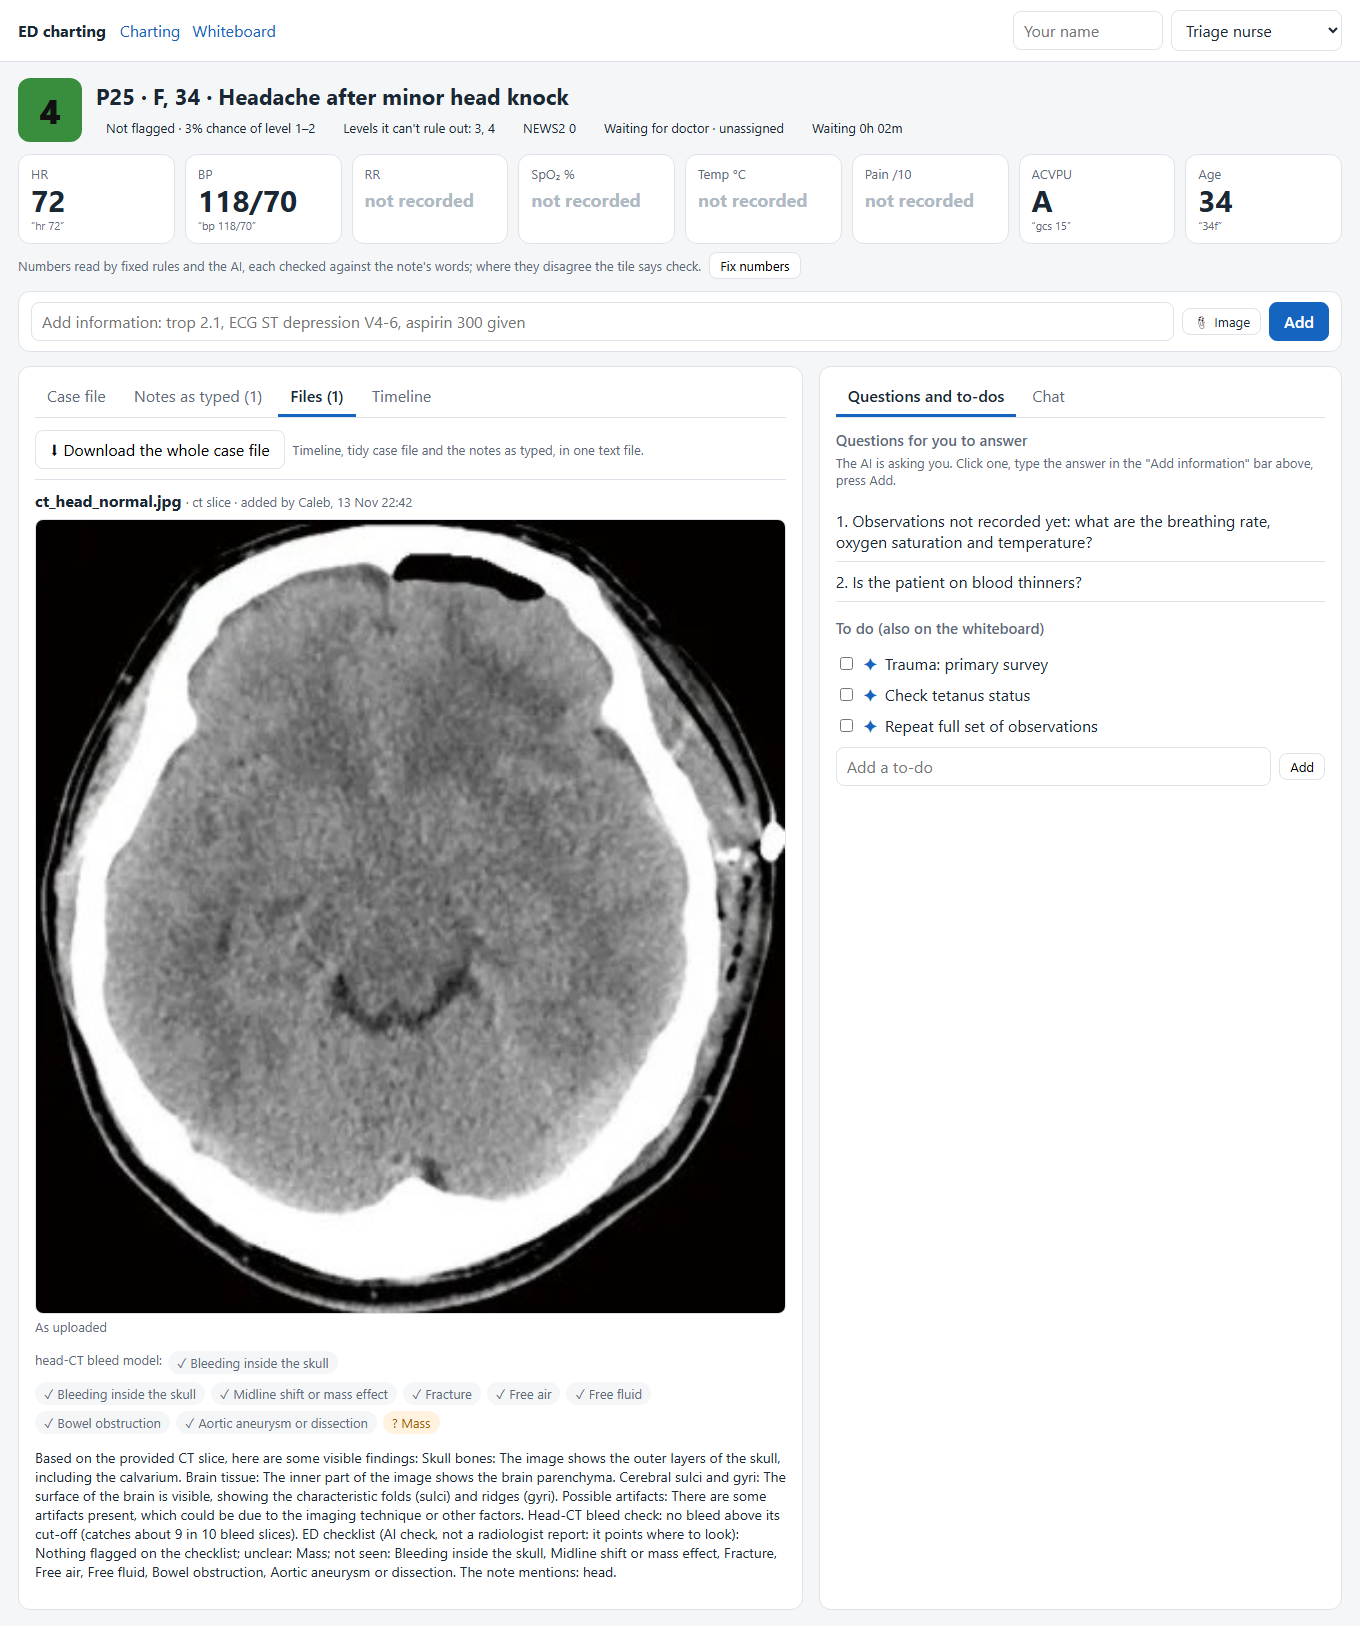 ED charting Charting Whiteboard Your name Triage nurse
4
P25 · F, 34 · Headache after minor head knock
Not flagged · 3% chance of level 1–2 Levels it can't rule out: 3, 4 NEWS2 0 Waiting for doctor · unassigned Waiting 0h 02m
HR BP RR SpO₂ % Temp °C Pain /10 ACVPU Age
72 118/70 not recorded not recorded not recorded not recorded A 34
"hr 72" "bp 118/70" "gcs 15" "34f"
Numbers read by fixed rules and the AI, each checked against the note's words; where they disagree the tile says check. Fix numbers
Add information: trop 2.1, ECG ST depression V4-6, aspirin 300 given Image Add
Case file Notes as typed (1) Files (1) Timeline
⬇ Download the whole case file Timeline, tidy case file and the notes as typed, in one text file.
ct_head_normal.jpg · ct slice · added by Caleb, 13 Nov 22:42
As uploaded
head-CT bleed model: ✓ Bleeding inside the skull
✓ Bleeding inside the skull ✓ Midline shift or mass effect ✓ Fracture ✓ Free air ✓ Free fluid
✓ Bowel obstruction ✓ Aortic aneurysm or dissection ? Mass
Based on the provided CT slice, here are some visible findings: Skull bones: The image shows the outer layers of the skull,
including the calvarium. Brain tissue: The inner part of the image shows the brain parenchyma. Cerebral sulci and gyri: The
surface of the brain is visible, showing the characteristic folds (sulci) and ridges (gyri). Possible artifacts: There are some
artifacts present, which could be due to the imaging technique or other factors. Head-CT bleed check: no bleed above its
cut-off (catches about 9 in 10 bleed slices). ED checklist (AI check, not a radiologist report: it points where to look):
Nothing flagged on the checklist; unclear: Mass; not seen: Bleeding inside the skull, Midline shift or mass effect, Fracture,
Free air, Free fluid, Bowel obstruction, Aortic aneurysm or dissection. The note mentions: head.
Questions and to-dos Chat
Questions for you to answer
The AI is asking you. Click one, type the answer in the "Add information" bar above,
press Add.
1. Observations not recorded yet: what are the breathing rate,
oxygen saturation and temperature?
2. Is the patient on blood thinners?
To do (also on the whiteboard)
✦ Trauma: primary survey
✦ Check tetanus status
✦ Repeat full set of observations
Add a to-do Add